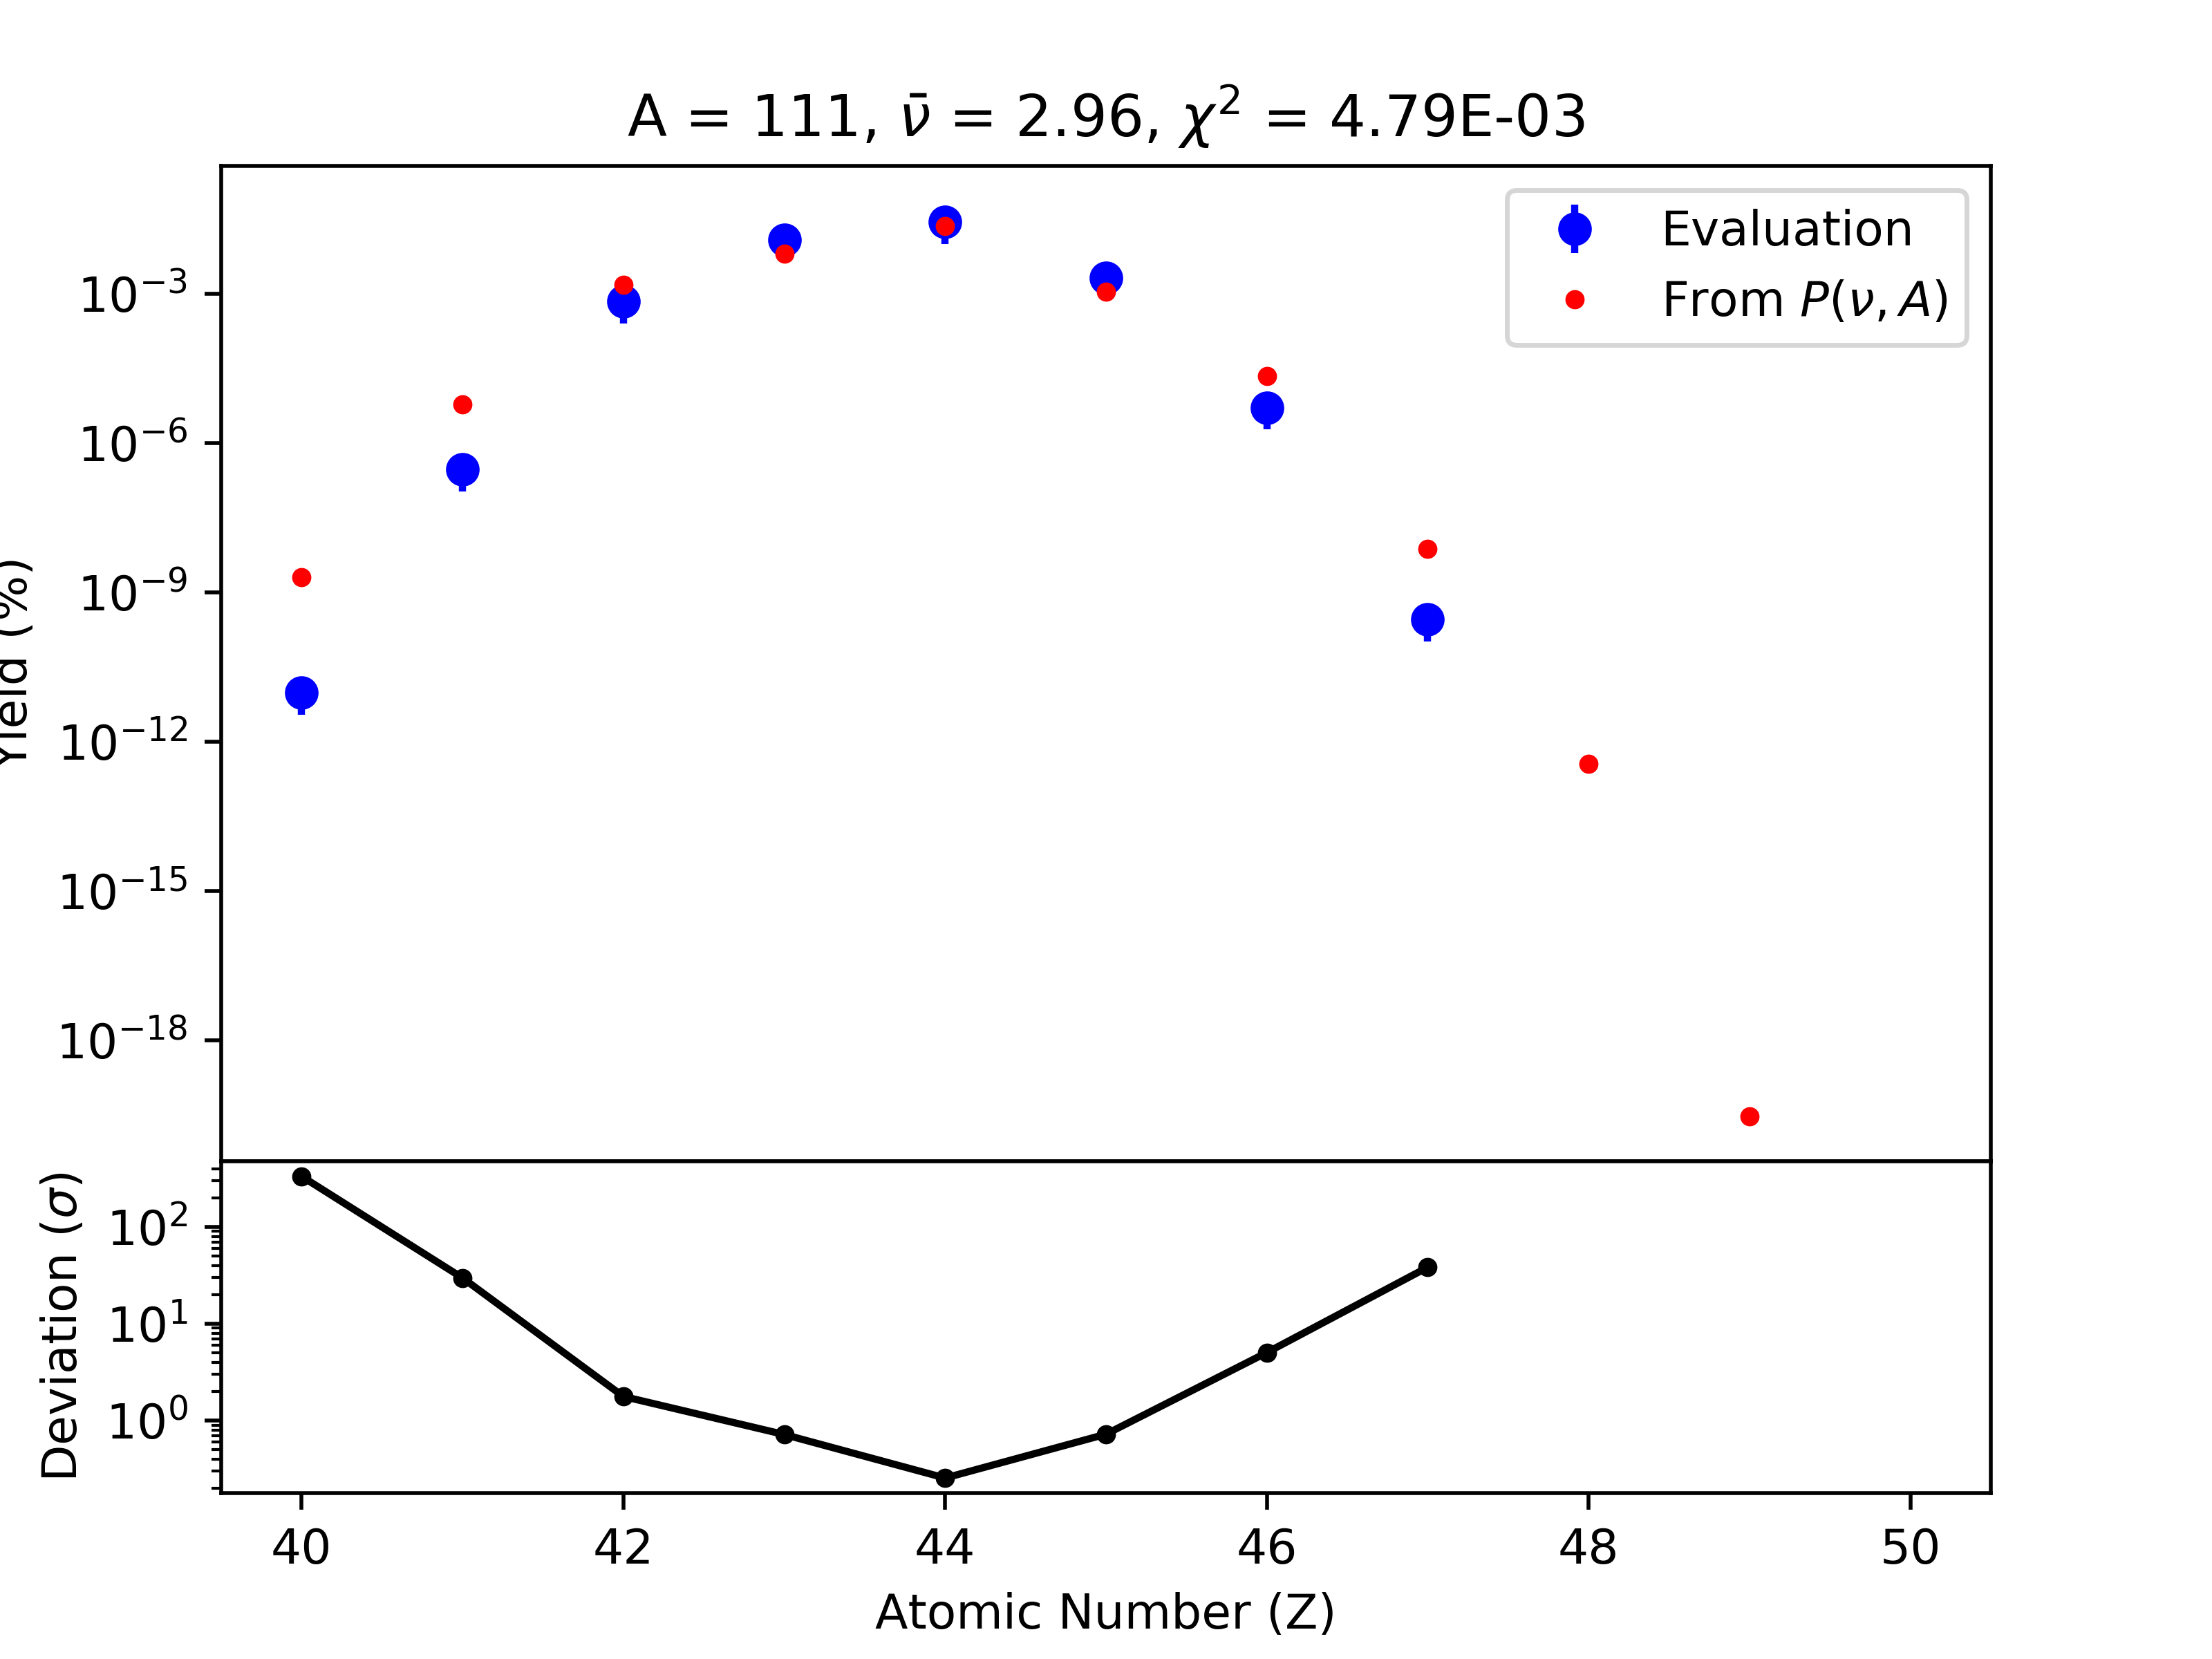 A = 111, ν̄ = 2.96, χ² = 4.79E-03
Evaluation
From P(ν, A)
Yield (%)
10⁻³
10⁻⁶
10⁻⁹
10⁻¹²
10⁻¹⁵
10⁻¹⁸
Deviation (σ)
10²
10¹
10⁰
40 42 44 46 48 50
Atomic Number (Z)